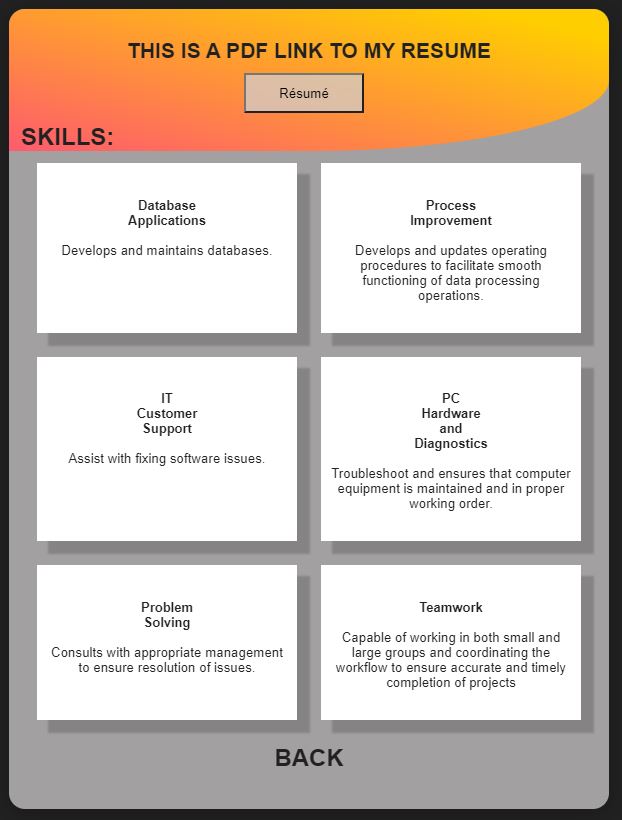 THIS IS A PDF LINK TO MY RESUME
Résumé
SKILLS:
Database
Applications
Develops and maintains databases.
Process
Improvement
Develops and updates operating
procedures to facilitate smooth
functioning of data processing
operations.
IT
Customer
Support
Assist with fixing software issues.
PC
Hardware
and
Diagnostics
Troubleshoot and ensures that computer
equipment is maintained and in proper
working order.
Problem
Solving
Consults with appropriate management
to ensure resolution of issues.
Teamwork
Capable of working in both small and
large groups and coordinating the
workflow to ensure accurate and timely
completion of projects
BACK